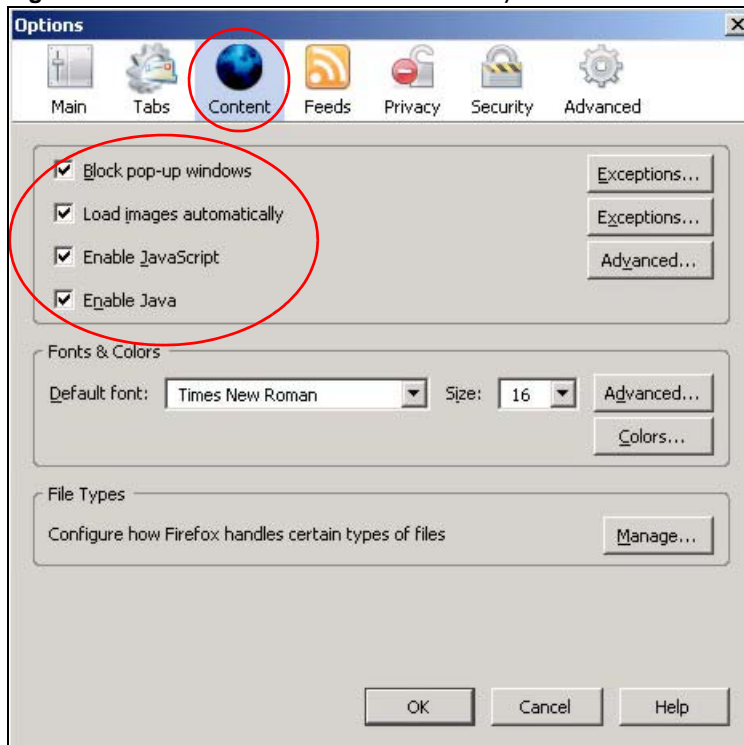 Options
Main Tabs Content Feeds Privacy Security Advanced
Block pop-up windows Exceptions...
Load images automatically Exceptions...
Enable JavaScript Advanced...
Enable Java
Fonts & Colors
Default font: Times New Roman Size: 16 Advanced...
Colors...
File Types
Configure how Firefox handles certain types of files Manage...
OK Cancel Help